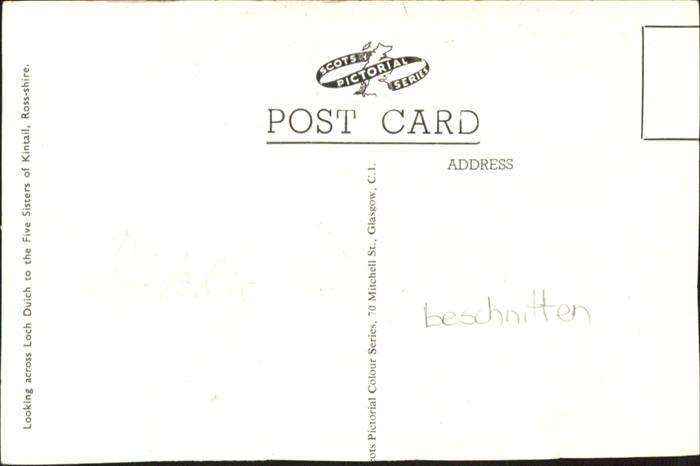 SCOTS
PICTORIAL
SERIES
POST CARD
ADDRESS
Looking across Loch Duich to the Five Sisters of Kintail, Ross-shire.
ots Pictorial Colour Series, 70 Mitchell St., Glasgow, C.1.
beschnitten